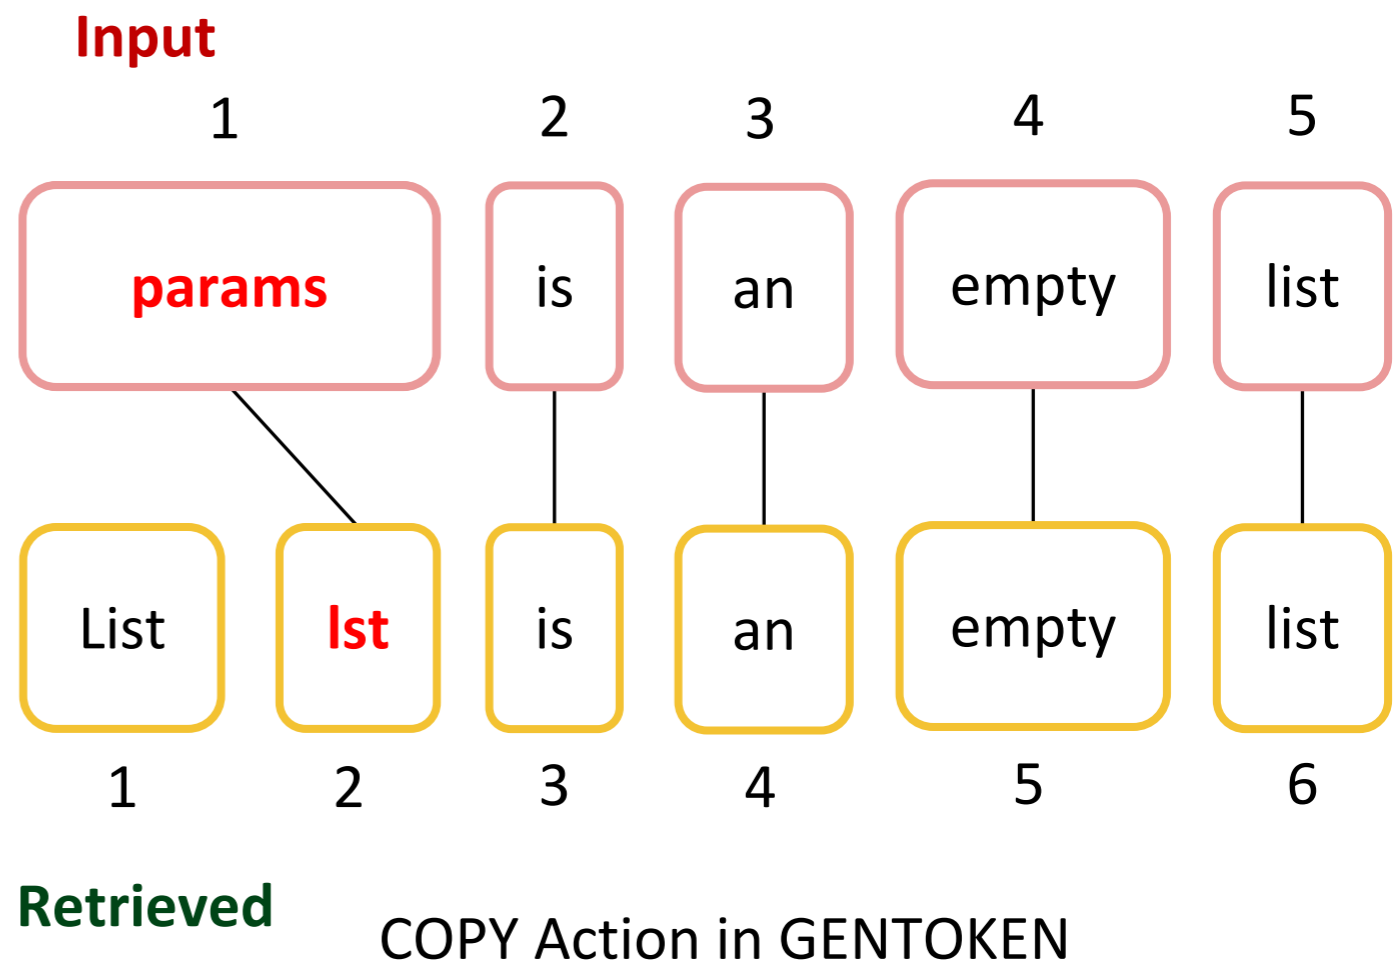 Input
1 2 3 4 5
params is an empty list
List lst is an empty list
1 2 3 4 5 6
Retrieved
COPY Action in GENTOKEN